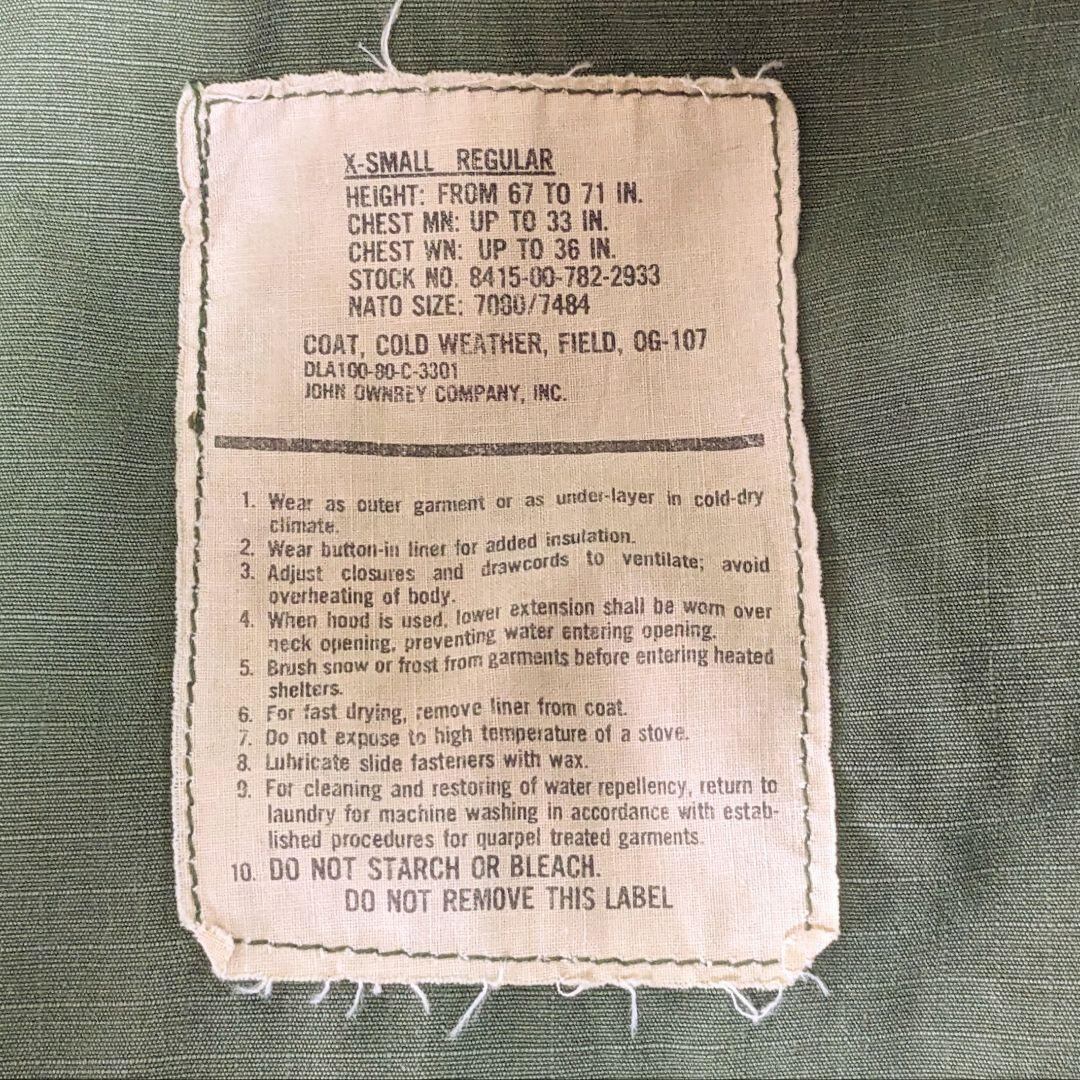 X-SMALL REGULAR
HEIGHT: FROM 67 TO 71 IN.
CHEST MN: UP TO 33 IN.
CHEST WN: UP TO 36 IN.
STOCK NO. 8415-00-782-2933
NATO SIZE: 7080/7484
COAT, COLD WEATHER, FIELD, OG-107
DLA100-80-C-3301
JOHN OWNBEY COMPANY, INC.
1. Wear as outer garment or as under-layer in cold-dry
climate.
2. Wear button-in liner for added insulation.
3. Adjust closures and drawcords to ventilate; avoid
overheating of body.
4. When hood is used, lower extension shall be worn over
neck opening, preventing water entering opening.
5. Brush snow or frost from garments before entering heated
shelters.
6. For fast drying, remove liner from coat.
7. Do not expose to high temperature of a stove.
8. Lubricate slide fasteners with wax.
9. For cleaning and restoring of water repellency, return to
laundry for machine washing in accordance with estab-
lished procedures for quarpel treated garments.
10. DO NOT STARCH OR BLEACH.
DO NOT REMOVE THIS LABEL